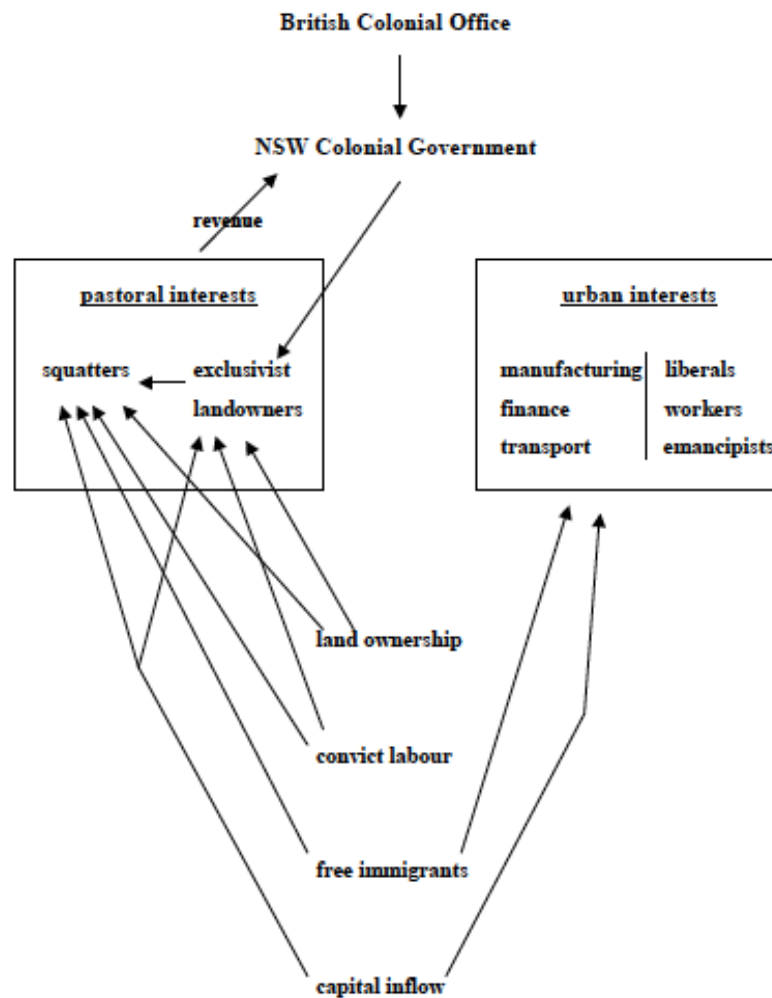 British Colonial Office
NSW Colonial Government
revenue
pastoral interests
squatters
exclusivist
landowners
urban interests
manufacturing
finance
transport
liberals
workers
emancipists
land ownership
convict labour
free immigrants
capital inflow